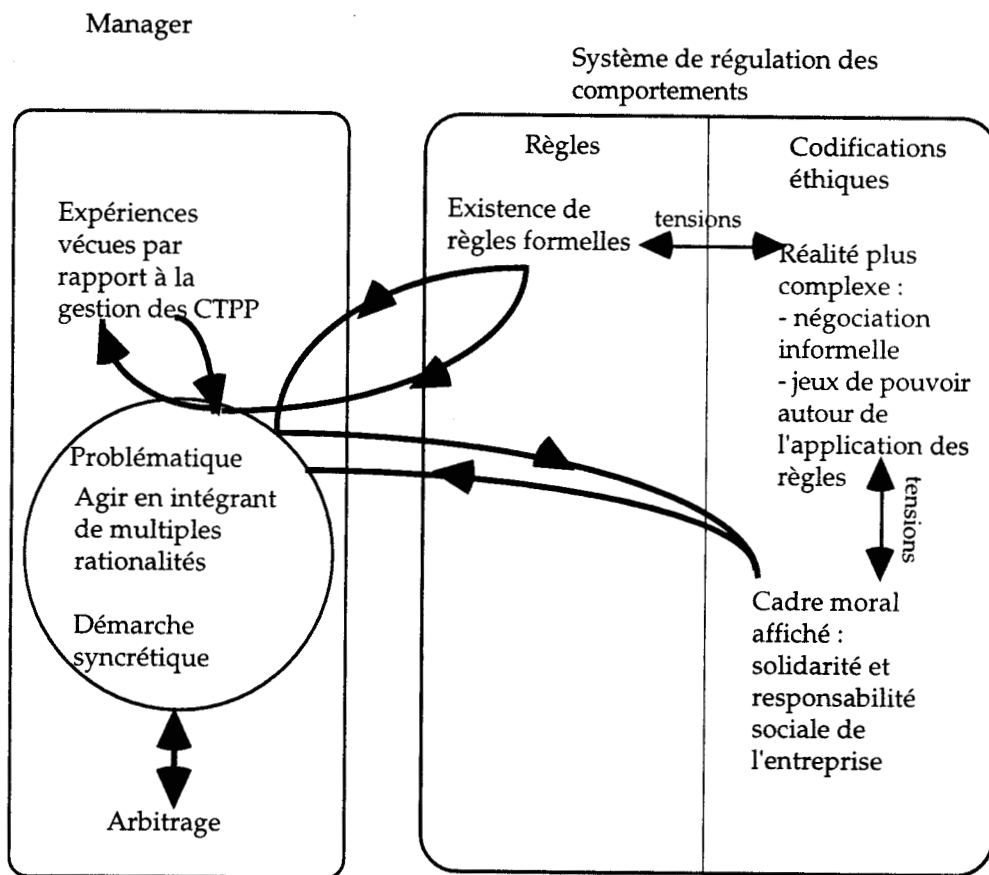 Manager
Système de régulation des
comportements
Expériences
vécues par
rapport à la
gestion des CTPP
Problématique
Agir en intégrant
de multiples
rationalités
Démarche
syncrétique
Arbitrage
Règles
Existence de
règles formelles
tensions
Codifications
éthiques
Réalité plus
complexe :
- négociation
informelle
- jeux de pouvoir
autour de
l'application des
règles
tensions
Cadre moral
affiché :
solidarité et
responsabilité
sociale de
l'entreprise